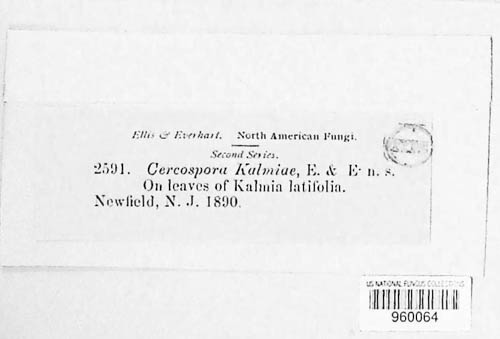 Ellis & Everhart. North American Fungi.
Second Series.
2591. Cercospora Kalmiae, E. & E. n. s.
On leaves of Kalmia latifolia.
Newfield, N. J. 1890.
US NATIONAL FUNGUS COLLECTIONS
960064